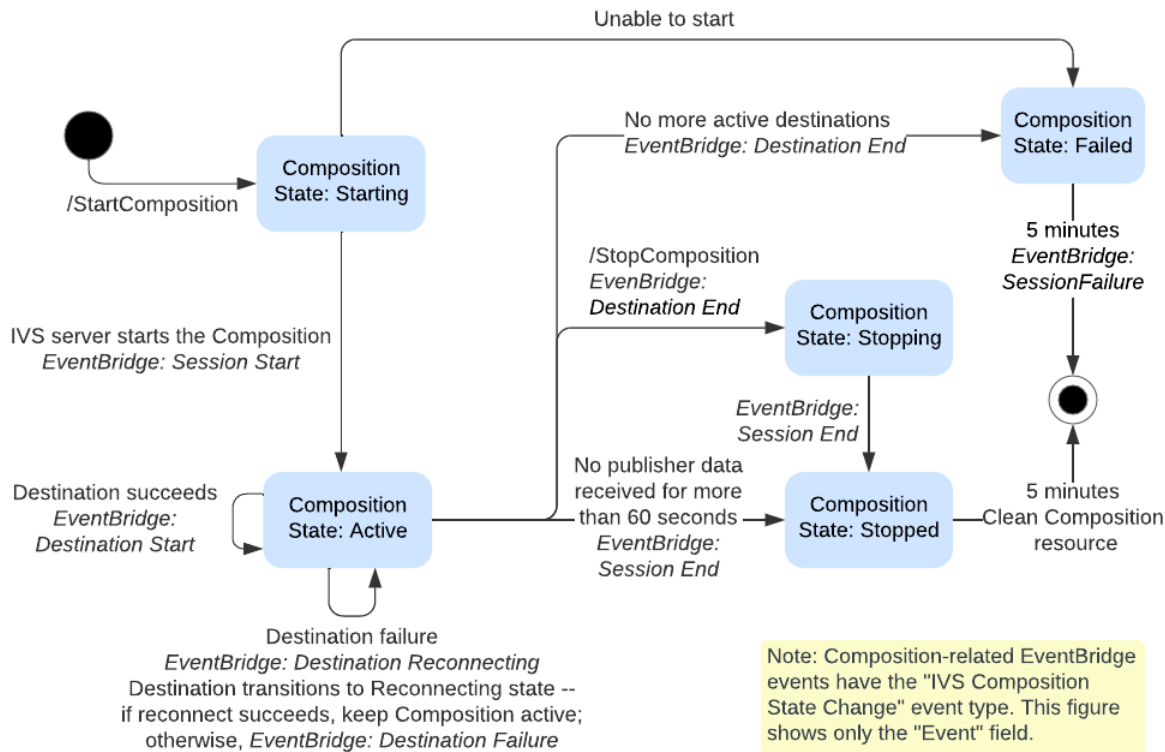 Unable to start
Composition
State: Failed
No more active destinations
EventBridge: Destination End
Composition
State: Starting
/StartComposition
5 minutes
EventBridge:
SessionFailure
/StopComposition
EvenBridge:
Destination End
Composition
State: Stopping
IVS server starts the Composition
EventBridge: Session Start
EventBridge:
Session End
No publisher data
received for more
than 60 seconds
EventBridge:
Session End
Destination succeeds
EventBridge:
Destination Start
Composition
State: Active
Composition
State: Stopped
5 minutes
Clean Composition
resource
Destination failure
EventBridge: Destination Reconnecting
Destination transitions to Reconnecting state --
if reconnect succeeds, keep Composition active;
otherwise, EventBridge: Destination Failure
Note: Composition-related EventBridge
events have the "IVS Composition
State Change" event type. This figure
shows only the "Event" field.